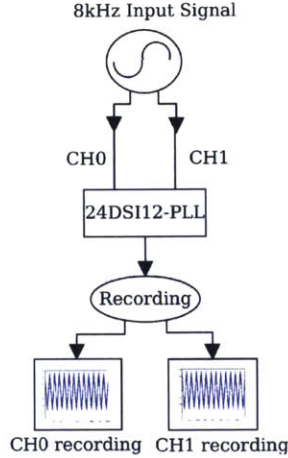 8kHz Input Signal
CH0
CH1
24DSI12-PLL
Recording
CH0 recording
CH1 recording